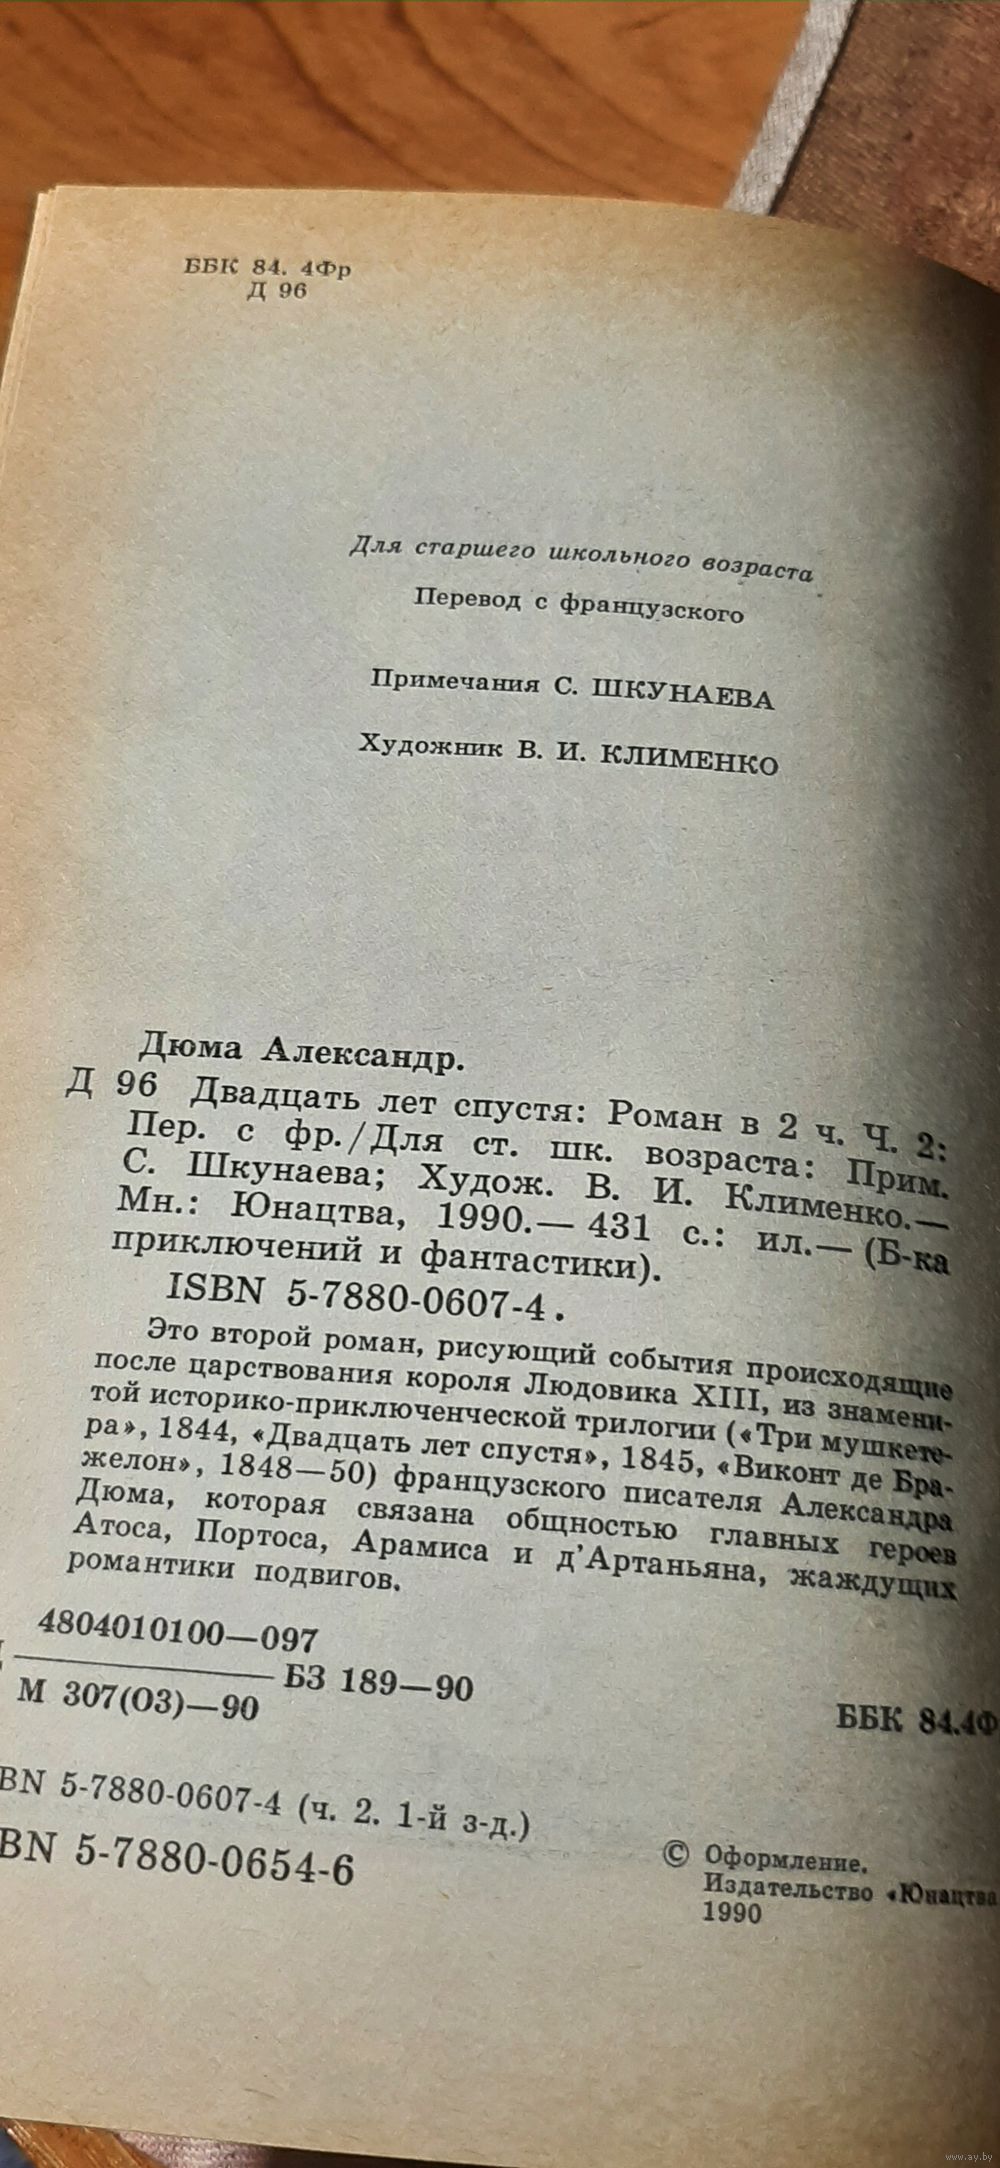 ББК 84. 4Фр
Д 96
Для старшего школьного возраста
Перевод с французского
Примечания С. ШКУНАЕВА
Художник В. И. КЛИМЕНКО
Дюма Александр.
Д 96 Двадцать лет спустя: Роман в 2 ч. Ч. 2:
Пер. с фр./Для ст. шк. возраста: Прим.
С. Шкунаева; Худож. В. И. Клименко.—
Мн.: Юнацтва, 1990.— 431 с.: ил.— (Б-ка
приключений и фантастики).
ISBN 5-7880-0607-4.
Это второй роман, рисующий события происходящие
после царствования короля Людовика XIII, из знамени-
той историко-приключенческой трилогии («Три мушкете-
ра», 1844, «Двадцать лет спустя», 1845, «Виконт де Бра-
желон», 1848—50) французского писателя Александра
Дюма, которая связана общностью главных героев
Атоса, Портоса, Арамиса и д'Артаньяна, жаждущих
романтики подвигов.
4804010100—097
БЗ 189—90
М 307(03)—90
ББК 84.4Ф
BN 5-7880-0607-4 (ч. 2. 1-й з-д.)
BN 5-7880-0654-6
© Оформление.
Издательство «Юнацтва
1990
www.ay.by